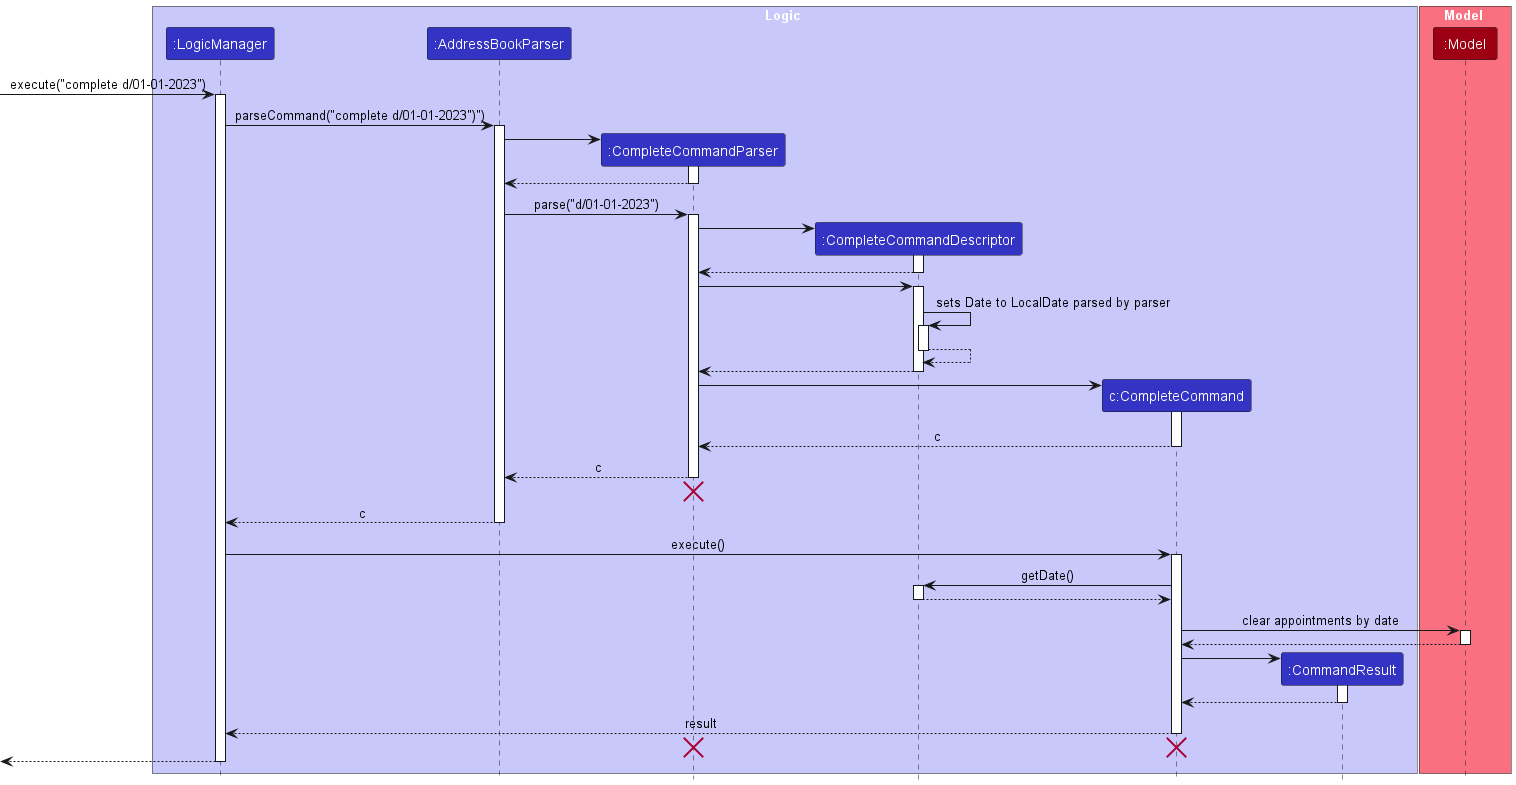 Logic
Model
:LogicManager
:AddressBookParser
:Model
execute("complete d/01-01-2023")
parseCommand("complete d/01-01-2023")")
:CompleteCommandParser
parse("d/01-01-2023")
:CompleteCommandDescriptor
sets Date to LocalDate parsed by parser
c:CompleteCommand
c
c
c
execute()
getDate()
clear appointments by date
:CommandResult
result